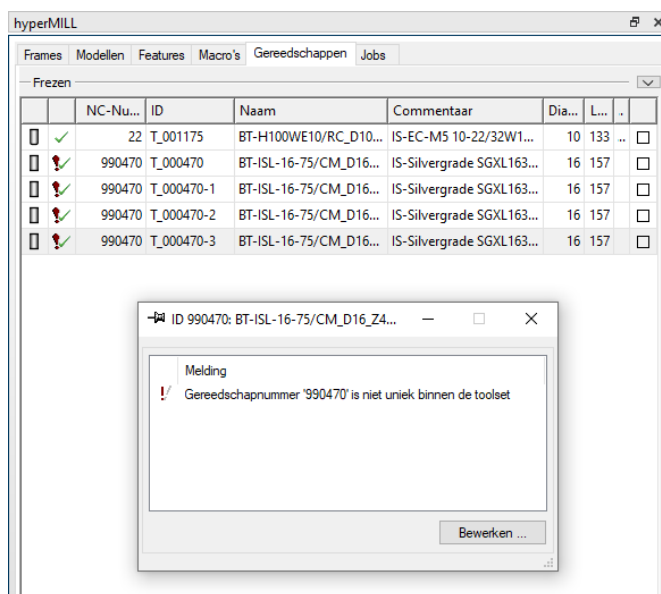 hyperMILL
Frames Modellen Features Macro's Gereedschappen Jobs
Frezen
NC-Nu... ID Naam Commentaar Dia... L... .
22 T_001175 BT-H100WE10/RC_D10... IS-EC-M5 10-22/32W1... 10 133 ..
990470 T_000470 BT-ISL-16-75/CM_D16... IS-Silvergrade SGXL163... 16 157
990470 T_000470-1 BT-ISL-16-75/CM_D16... IS-Silvergrade SGXL163... 16 157
990470 T_000470-2 BT-ISL-16-75/CM_D16... IS-Silvergrade SGXL163... 16 157
990470 T_000470-3 BT-ISL-16-75/CM_D16... IS-Silvergrade SGXL163... 16 157
ID 990470: BT-ISL-16-75/CM_D16_Z4...
Melding
Gereedschapnummer '990470' is niet uniek binnen de toolset
Bewerken ...